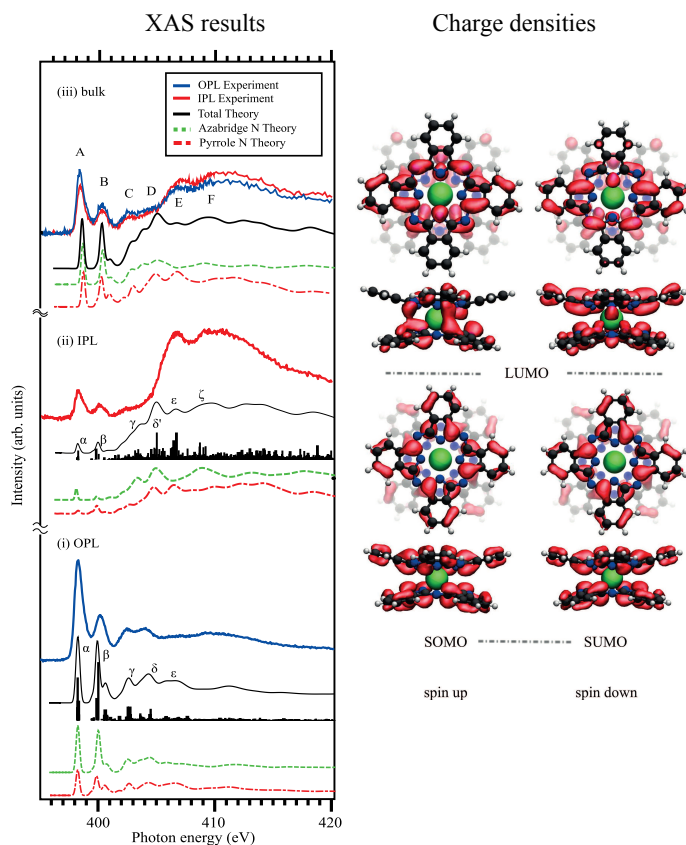 XAS results
Charge densities
(iii) bulk
OPL Experiment
IPL Experiment
Total Theory
Azabridge N Theory
Pyrrole N Theory
A
B
C
D
E
F
(ii) IPL
α
β
γ
δ'
ε
ζ
(i) OPL
α
β
γ
δ
ε
Intensity (arb. units)
400
410
420
Photon energy (eV)
LUMO
SOMO
SUMO
spin up
spin down